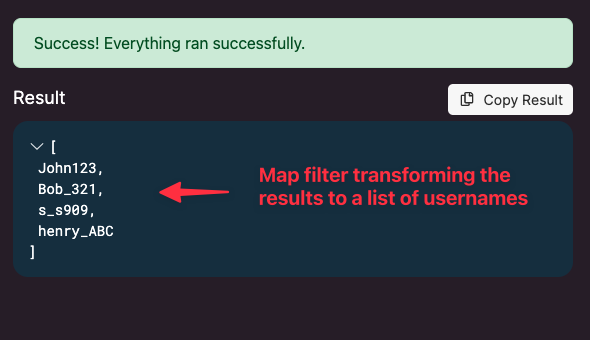 Success! Everything ran successfully.
Result
Copy Result
[
John123,
Bob_321,
s_s909,
henry_ABC
]
Map filter transforming the
results to a list of usernames